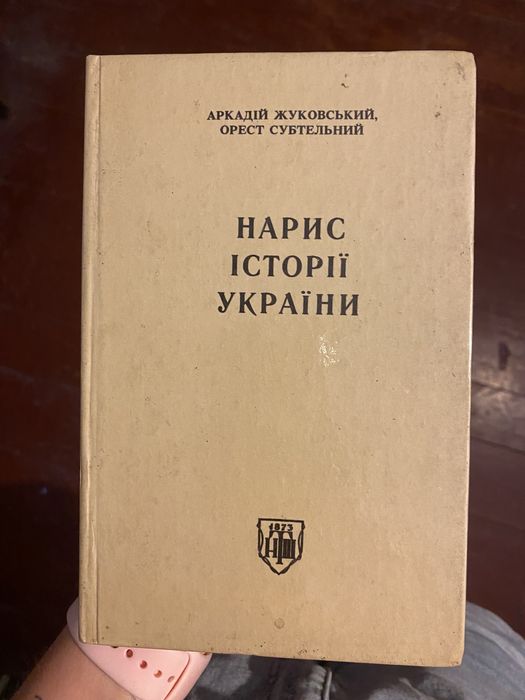 АРКАДІЙ ЖУКОВСЬКИЙ,
ОРЕСТ СУБТЕЛЬНИЙ
НАРИС
ІСТОРІЇ
УКРАЇНИ
1873
НТШ